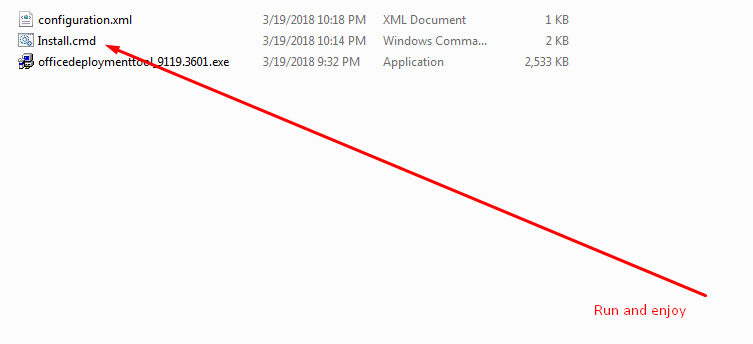 configuration.xml 3/19/2018 10:18 PM XML Document 1 KB
Install.cmd 3/19/2018 10:14 PM Windows Comma... 2 KB
officedeploymenttool_9119.3601.exe 3/19/2018 9:32 PM Application 2,533 KB
Run and enjoy